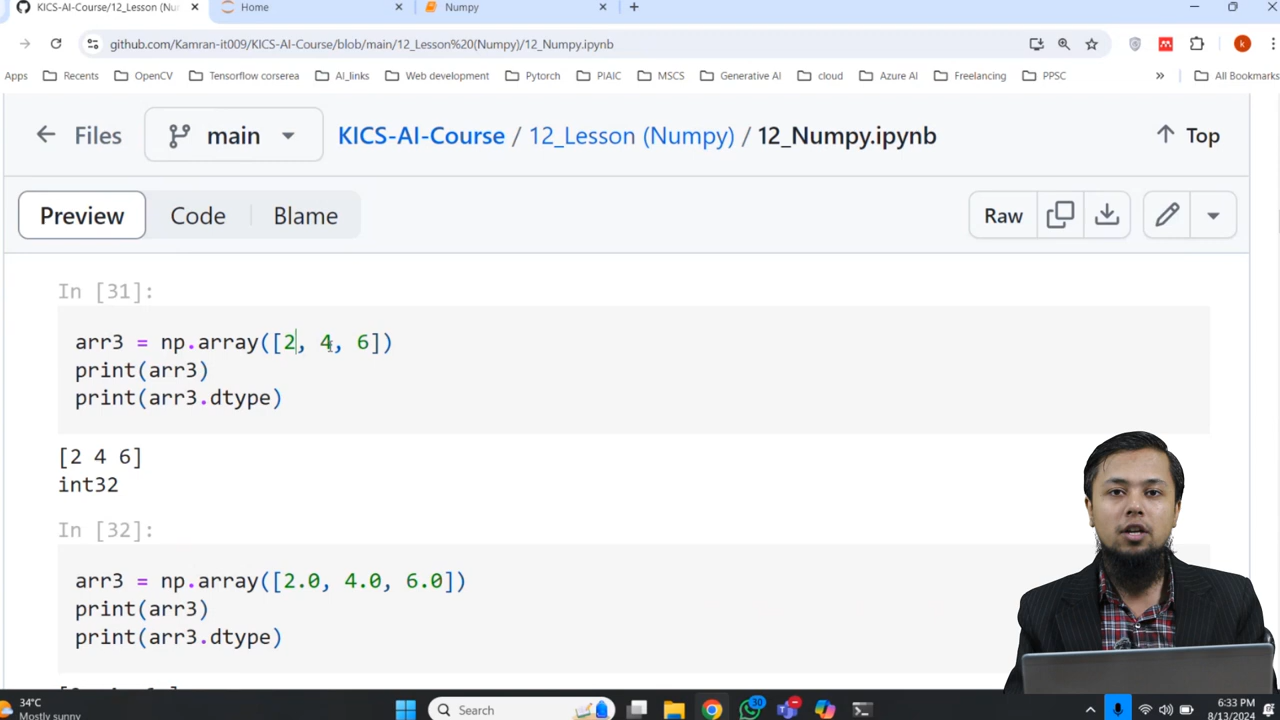 KICS-AI-Course/12_Lesson (Nur
Home
Numpy
github.com/Kamran-it009/KICS-AI-Course/blob/main/12_Lesson%20(Numpy)/12_Numpy.ipynb
k
Apps Recents OpenCV Tensorflow corserea AI_links Web development Pytorch PIAIC MSCS Generative AI cloud Azure AI Freelancing PPSC » All Bookmarks
Files main KICS-AI-Course / 12_Lesson (Numpy) / 12_Numpy.ipynb Top
Preview Code Blame Raw
In [31]:
arr3 = np.array([2, 4, 6])
print(arr3)
print(arr3.dtype)
[2 4 6]
int32
In [32]:
arr3 = np.array([2.0, 4.0, 6.0])
print(arr3)
print(arr3.dtype)
34°C
Mostly sunny
Search
30
6:33 PM
8/13/2024